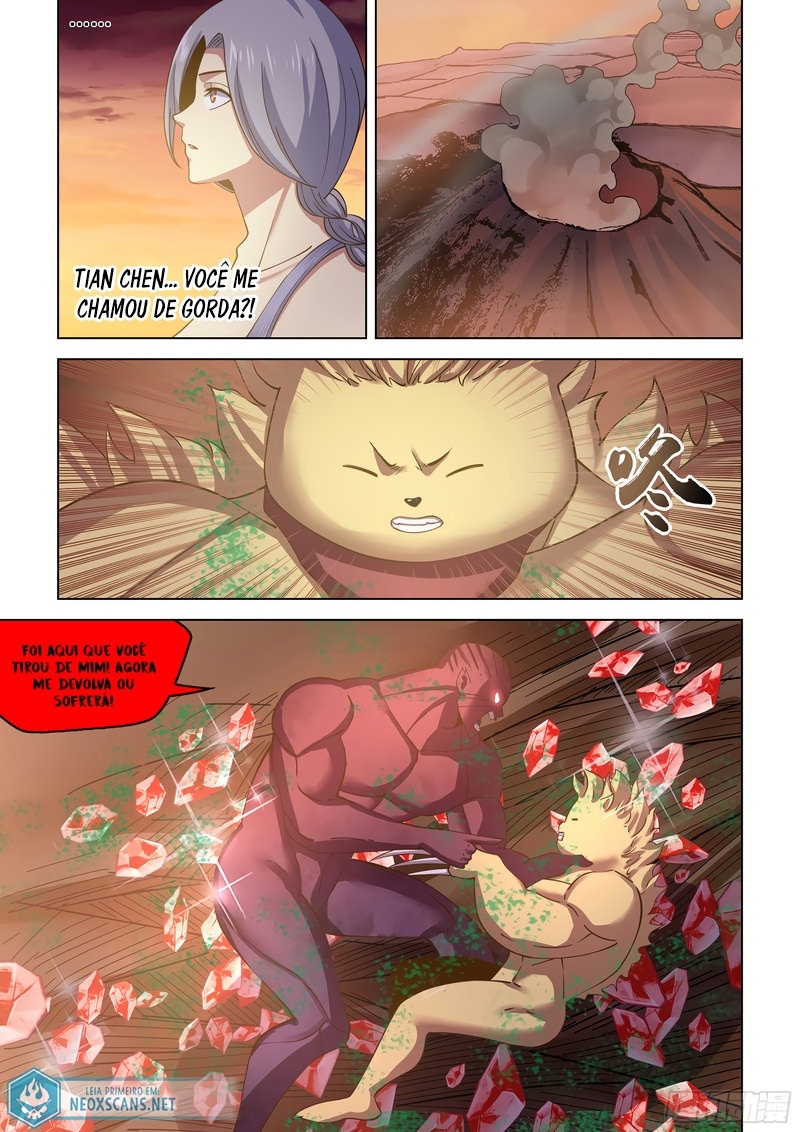 oooooo
TIAN CHEN... VOCÊ ME
CHAMOU DE GORDA?!
咚
FOI AQUI QUE VOCÊ
TIROU DE MIM! AGORA
ME DEVOLVA OU
SOFRERÁ!
LEIA PRIMEIRO EM:
NEOXSCANS.NET